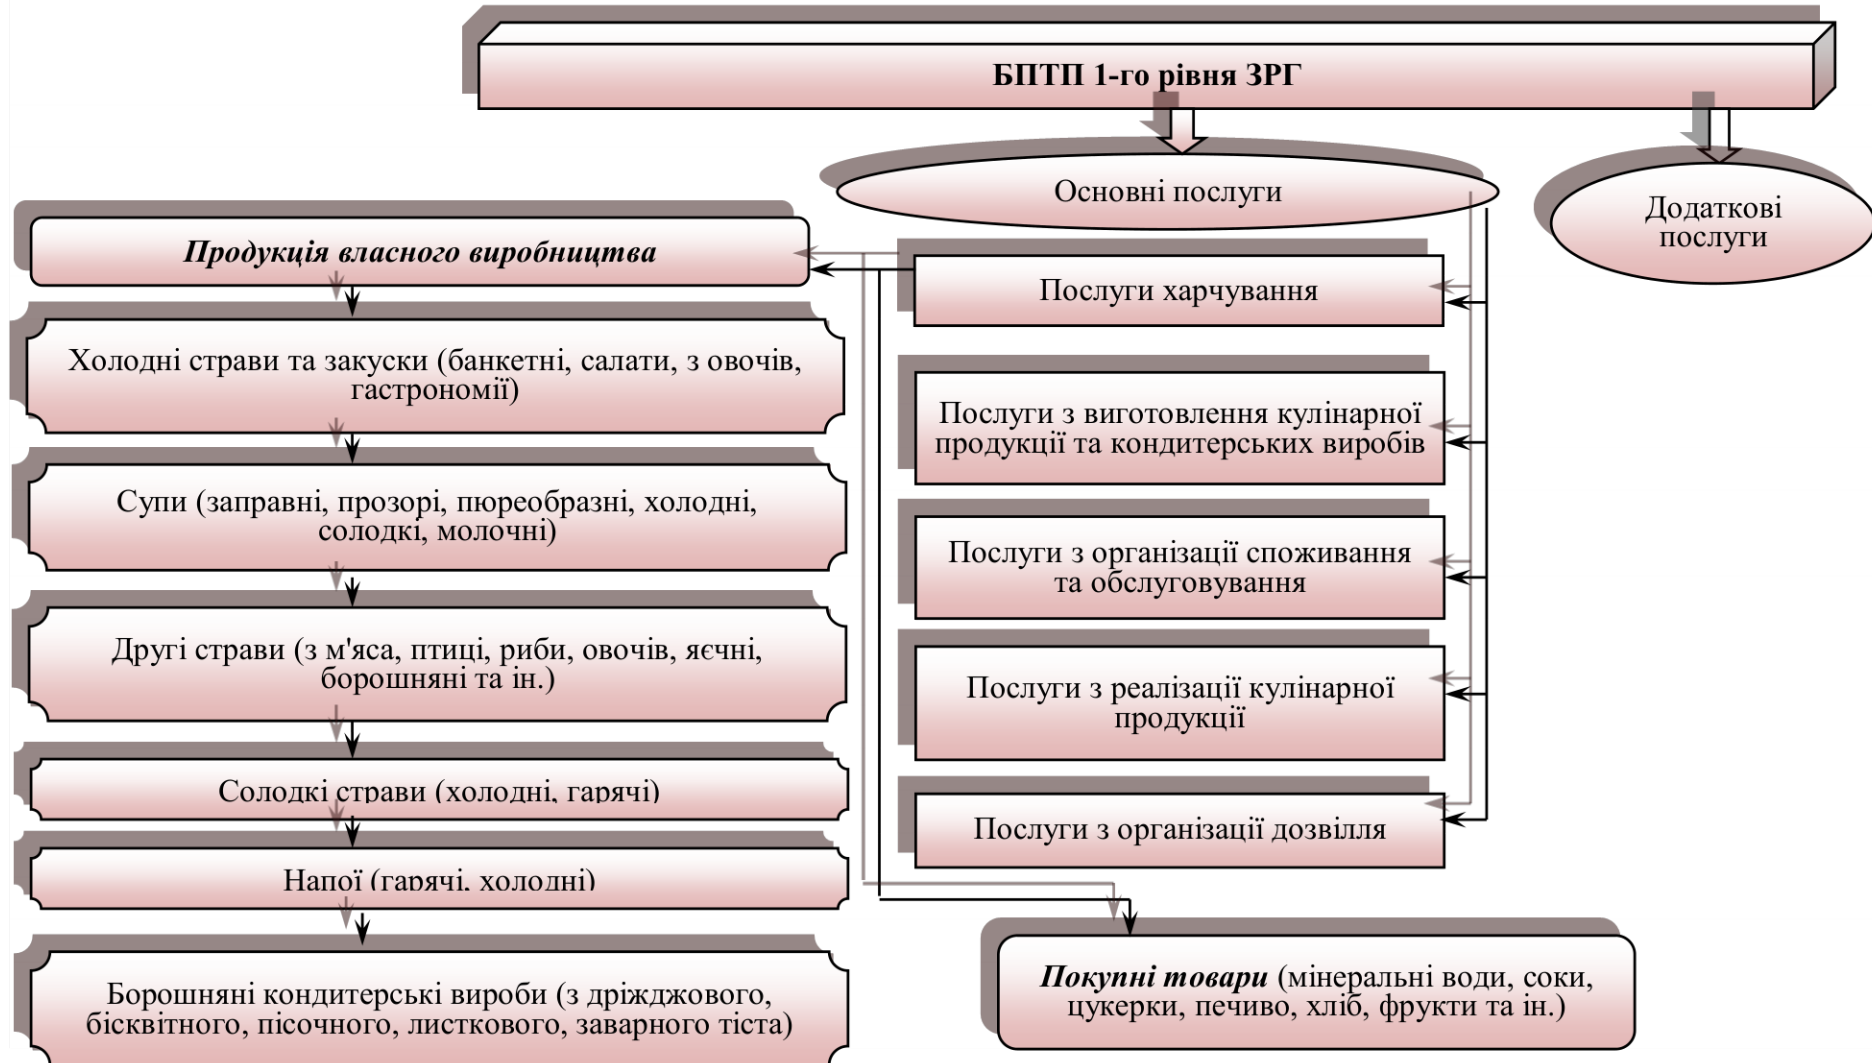 БПТП 1-го рівня ЗРГ
Основні послуги
Додаткові
послуги
Продукція власного виробництва
Холодні страви та закуски (банкетні, салати, з овочів,
гастрономії)
Супи (заправні, прозорі, пюреобразні, холодні,
солодкі, молочні)
Другі страви (з м'яса, птиці, риби, овочів, яєчні,
борошняні та ін.)
Солодкі страви (холодні, гарячі)
Напої (гарячі, холодні)
Борошняні кондитерські вироби (з дріжджового,
бісквітного, пісочного, листкового, заварного тіста)
Послуги харчування
Послуги з виготовлення кулінарної
продукції та кондитерських виробів
Послуги з організації споживання
та обслуговування
Послуги з реалізації кулінарної
продукції
Послуги з організації дозвілля
Покупні товари (мінеральні води, соки,
цукерки, печиво, хліб, фрукти та ін.)